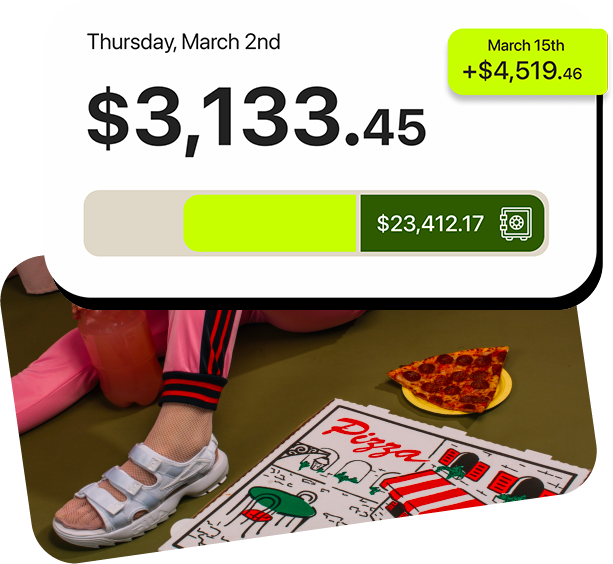 Thursday, March 2nd
March 15th
+$4,519.46
$3,133.45
$23,412.17
Pizza